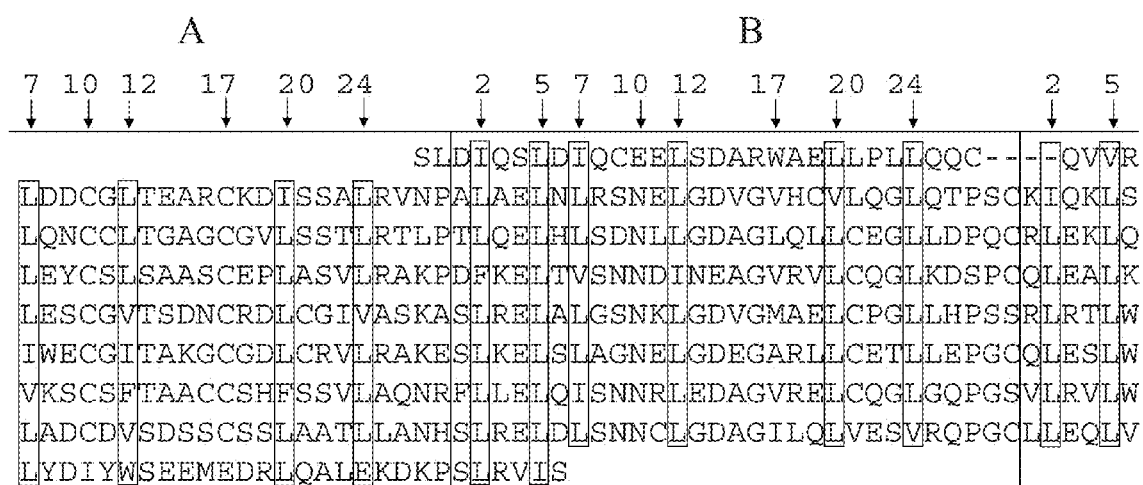 A B
7 10 12 17 20 24 2 5 7 10 12 17 20 24 2 5
SLDIQSLDIQCEELSDARWAELLPLLQQC----QVVR
LDDCGLTEARCKDISSALRVNPALAELNLRSNELGDVGVHCVLQGLQTPSCKIQKLS
LQNCCLTGAGCGVLSSTLRTLPTLQELHLSDNLLGDAGLQLLCEGLLDPQCRLEKLQ
LEYCSLSAASCEPLASVLRAKPDFKELTVSNNDINEAGVRVLCQGLKDSPCQLEALK
LESCGVTSDNCRDLCGIVASKASLRELALGSNKLGDVGMAELCPGLLHPSSRLRTLW
IWECGITAKGCGDLCRVLRAKESLKELSLAGNELGDEGARLLCETLLEPGCQLESLW
VKSCSFTAACCSHFSSVLAQNRFLLELQISNNRLEDAGVRELCQGLGQPGSVLRVLW
LADCDVSDSSCSSLAATLLANHSLRELDLSNNCLGDAGILQLVESVRQPGCLLEQLV
LYDIYWSEEMEDRLQALEKDKPSLRVIS